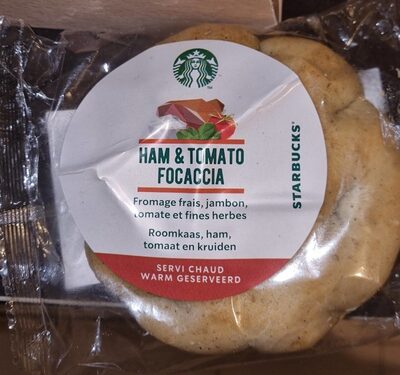 HAM & TOMATO
FOCACCIA
Fromage frais, jambon,
tomate et fines herbes
Roomkaas, ham,
tomaat en kruiden
SERVI CHAUD
WARM GESERVEERD
STARBUCKS®